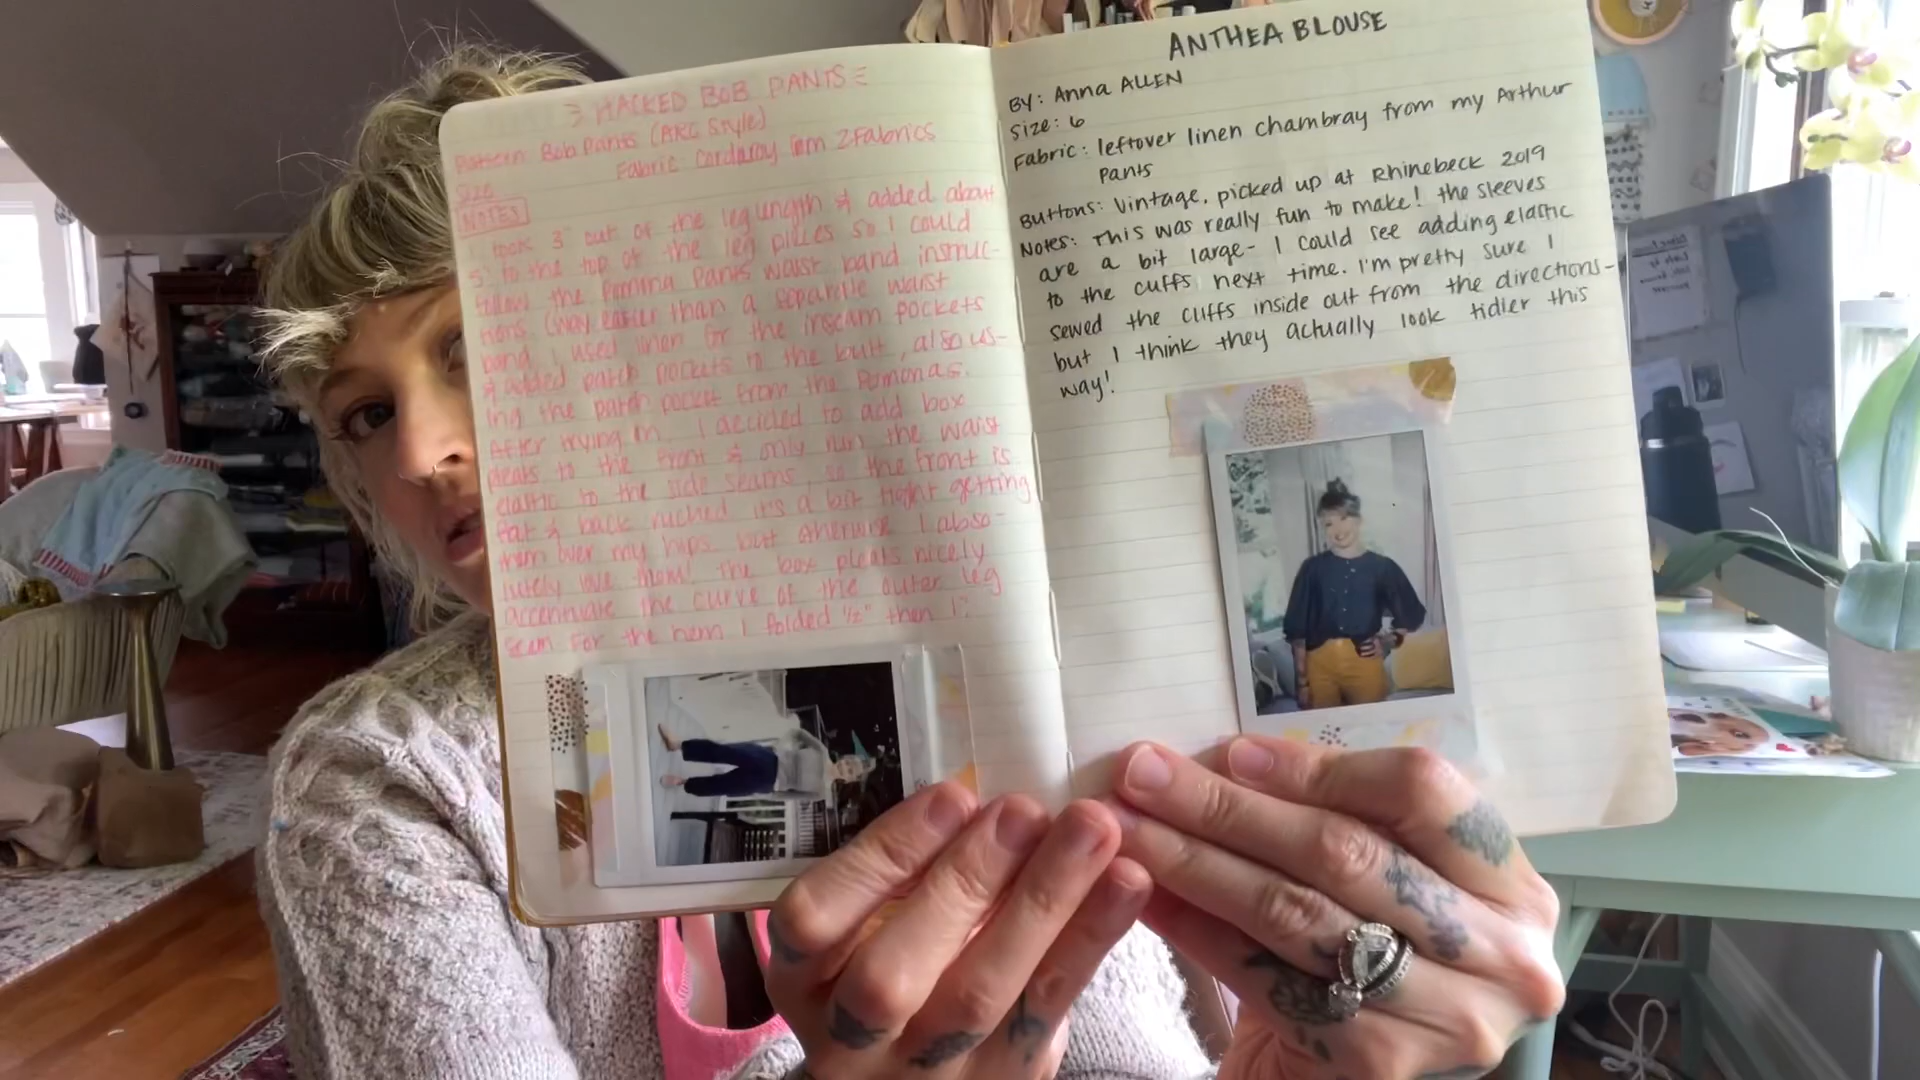 HACKED BOB PANTS
Pattern: Bob Pants (ARC Style)
Fabric: Corduroy from ZFabrics
Size
NOTES
I took 3" out of the leg length & added about
5" to the top of the leg pieces so I could
follow the Pomona Pants waist band instruc-
tions. (way easier than a separate waist
band. I used linen for the inseam pockets
& added patch pockets to the butt, also us-
ing the patch pocket from the Pomonas.
After trying on I decided to add box
pleats to the front & only run the waist
elastic to the side seams, so the front is
flat & back ruched it's a bit tight getting
them over my hips but otherwise I abso-
lutely love them! the box pleats nicely
accentuate the curve of the outer leg
seam for the hem I folded 1/2" then 1".
ANTHEA BLOUSE
BY: Anna ALLEN
Size: 6
Fabric: leftover linen chambray from my Arthur
pants
Buttons: Vintage, picked up at Rhinebeck 2019
Notes: This was really fun to make! the sleeves
are a bit large- I could see adding elastic
to the cuffs next time. I'm pretty sure I
sewed the cliffs inside out from the directions-
but I think they actually look tidier this
way!